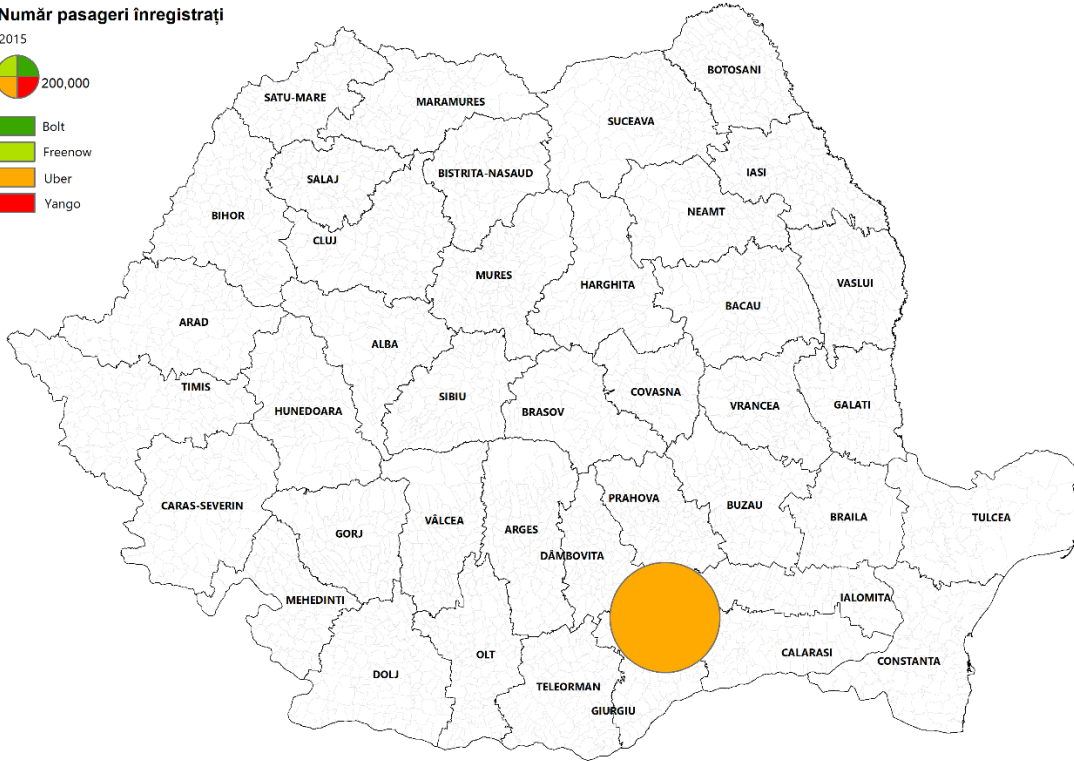 Număr pasageri înregistrați
2015
200,000
Bolt
Freenow
Uber
Yango
BOTOSANI
SATU-MARE
MARAMURES
SUCEAVA
IASI
SALAJ
BISTRITA-NASAUD
NEAMT
BIHOR
CLUJ
MURES
HARGHITA
VASLUI
BACAU
ARAD
ALBA
TIMIS
COVASNA
SIBIU
VRANCEA
GALATI
HUNEDOARA
BRASOV
PRAHOVA
CARAS-SEVERIN
BUZAU
BRAILA
TULCEA
VÂLCEA
ARGES
GORJ
DÂMBOVITA
MEHEDINTI
IALOMITA
OLT
CALARASI
CONSTANTA
DOLJ
TELEORMAN
GIURGIU